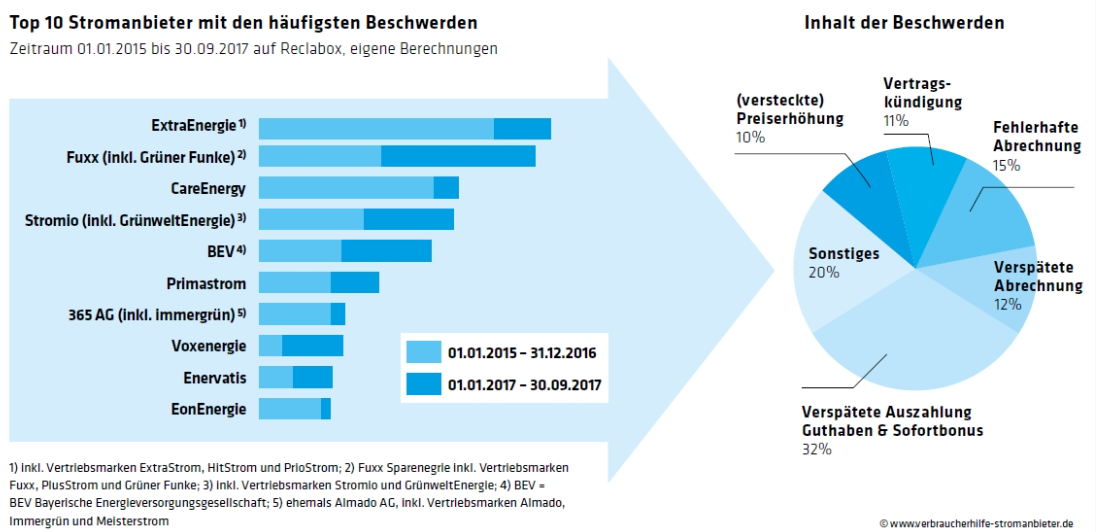 Top 10 Stromanbieter mit den häufigsten Beschwerden
Zeitraum 01.01.2015 bis 30.09.2017 auf Reclabox, eigene Berechnungen
ExtraEnergie 1)
Fuxx (inkl. Grüner Funke) 2)
CareEnergy
Stromio (inkl. GrünweltEnergie) 3)
BEV 4)
Primastrom
365 AG (inkl. immergrün) 5)
Voxenergie
Enervatis
EonEnergie
01.01.2015 – 31.12.2016
01.01.2017 – 30.09.2017
1) inkl. Vertriebsmarken ExtraStrom, HitStrom und PrioStrom; 2) Fuxx Sparenegrie inkl. Vertriebsmarken
Fuxx, PlusStrom und Grüner Funke; 3) inkl. Vertriebsmarken Stromio und GrünweltEnergie; 4) BEV =
BEV Bayerische Energieversorgungsgesellschaft; 5) ehemals Almado AG, inkl. Vertriebsmarken Almado,
Immergrün und Meisterstrom
Inhalt der Beschwerden
(versteckte)
Preiserhöhung
10%
Vertrags-
kündigung
11%
Fehlerhafte
Abrechnung
15%
Verspätete
Abrechnung
12%
Verspätete Auszahlung
Guthaben & Sofortbonus
32%
Sonstiges
20%
© www.verbraucherhilfe-stromanbieter.de